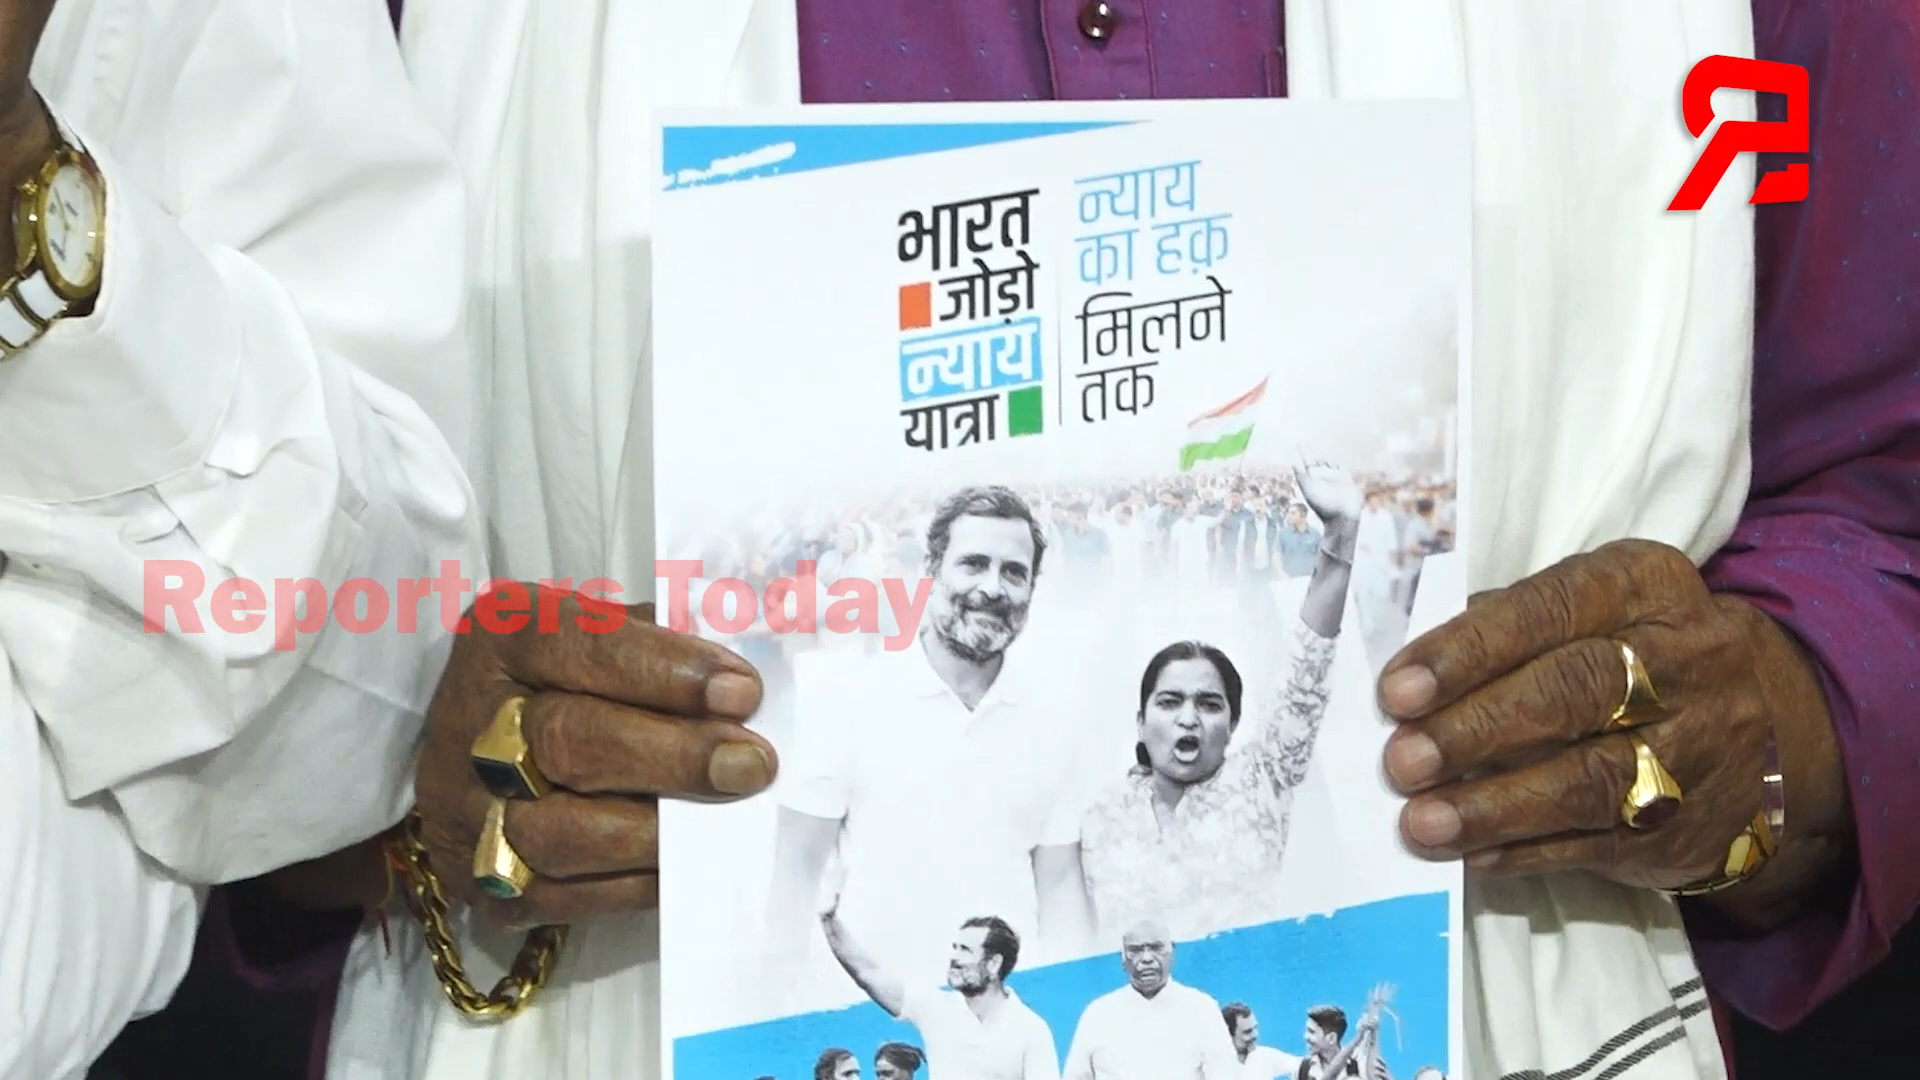 भारत
जोड़ो
न्याय
यात्रा
न्याय
का हक़
मिलने
तक
Reporters Today